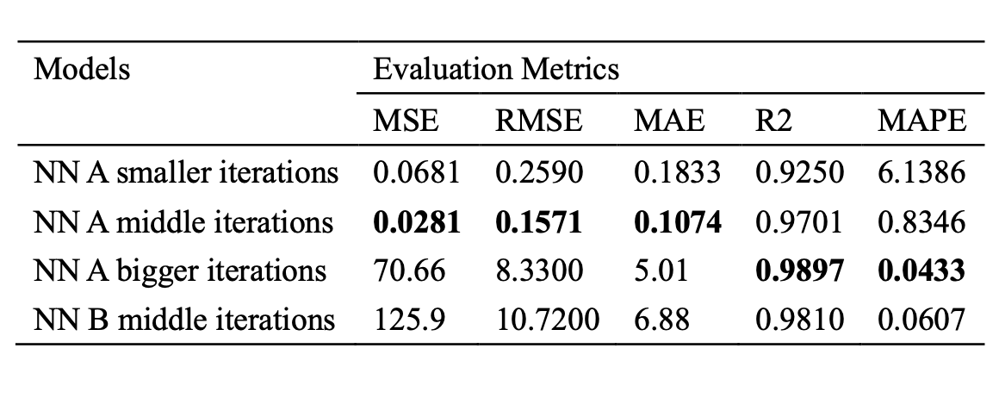 Models Evaluation Metrics
MSE RMSE MAE R2 MAPE
NN A smaller iterations 0.0681 0.2590 0.1833 0.9250 6.1386
NN A middle iterations 0.0281 0.1571 0.1074 0.9701 0.8346
NN A bigger iterations 70.66 8.3300 5.01 0.9897 0.0433
NN B middle iterations 125.9 10.7200 6.88 0.9810 0.0607